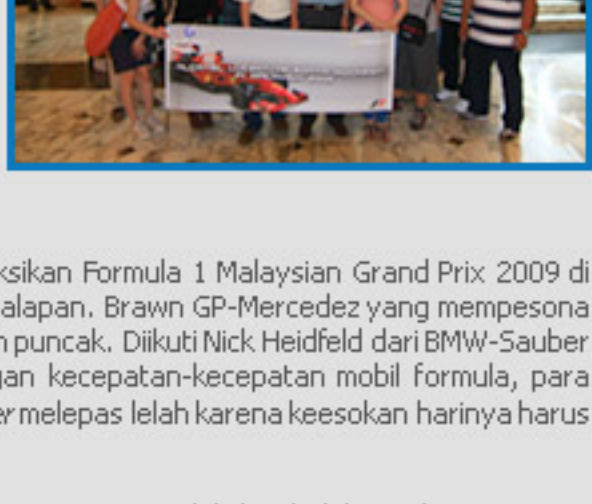 ksikan Formula 1 Malaysian Grand Prix 2009 di
alapan. Brawn GP-Mercedez yang mempesona
n puncak. Diikuti Nick Heidfeld dari BMW-Sauber
gan kecepatan-kecepatan mobil formula, para
er melepas lelah karena keesokan harinya harus